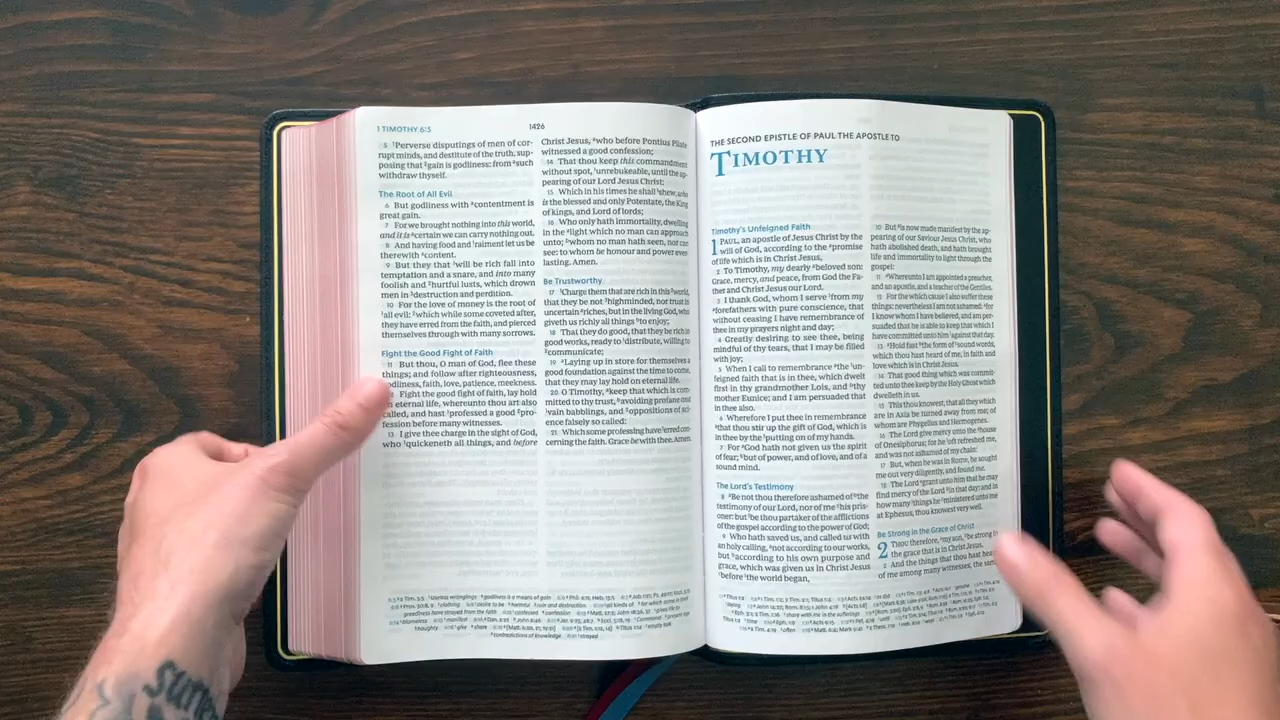 1 TIMOTHY 6:5
1426
5 Perverse disputings of men of cor-
rupt minds, and destitute of the truth, sup-
posing that gain is godliness: from such
withdraw thyself.
The Root of All Evil
6 But godliness with contentment is
great gain.
7 For we brought nothing into this world,
and it is certain we can carry nothing out.
8 And having food and raiment let us be
therewith content.
9 But they that will be rich fall into
temptation and a snare, and into many
foolish and hurtful lusts, which drown
men in destruction and perdition.
10 For the love of money is the root of
all evil: which while some coveted after,
they have erred from the faith, and pierced
themselves through with many sorrows.
Fight the Good Fight of Faith
11 But thou, O man of God, flee these
things; and follow after righteousness,
godliness, faith, love, patience, meekness.
Fight the good fight of faith, lay hold
eternal life, whereunto thou art also
called, and hast professed a good pro-
fession before many witnesses.
13 I give thee charge in the sight of God,
who quickeneth all things, and before
Christ Jesus, who before Pontius Pilate
witnessed a good confession;
14 That thou keep this commandment
without spot, unrebukeable, until the ap-
pearing of our Lord Jesus Christ:
15 Which in his times he shall shew, who
is the blessed and only Potentate, the King
of kings, and Lord of lords;
16 Who only hath immortality, dwelling
in the light which no man can approach
unto; whom no man hath seen, nor can
see: to whom be honour and power ever-
lasting. Amen.
Be Trustworthy
17 Charge them that are rich in this world,
that they be not highminded, nor trust in
uncertain riches, but in the living God, who
giveth us richly all things to enjoy;
18 That they do good, that they be rich in
good works, ready to distribute, willing to
communicate;
19 Laying up in store for themselves a
good foundation against the time to come,
that they may lay hold on eternal life.
20 O Timothy, keep that which is com-
mitted to thy trust, avoiding profane and
vain babblings, and oppositions of sci-
ence falsely so called:
21 Which some professing have erred con-
cerning the faith. Grace be with thee. Amen.
THE SECOND EPISTLE OF PAUL THE APOSTLE TO
TIMOTHY
Timothy's Unfeigned Faith
1 PAUL, an apostle of Jesus Christ by the
will of God, according to the promise
of life which is in Christ Jesus,
2 To Timothy, my dearly beloved son:
Grace, mercy, and peace, from God the Fa-
ther and Christ Jesus our Lord.
3 I thank God, whom I serve from my
forefathers with pure conscience, that
without ceasing I have remembrance of
thee in my prayers night and day;
4 Greatly desiring to see thee, being
mindful of thy tears, that I may be filled
with joy;
5 When I call to remembrance the un-
feigned faith that is in thee, which dwelt
first in thy grandmother Lois, and thy
mother Eunice; and I am persuaded that
in thee also.
6 Wherefore I put thee in remembrance
that thou stir up the gift of God, which is
in thee by the putting on of my hands.
7 For God hath not given us the spirit
of fear; but of power, and of love, and of a
sound mind.
The Lord's Testimony
8 Be not thou therefore ashamed of the
testimony of our Lord, nor of me his pris-
oner: but be thou partaker of the afflictions
of the gospel according to the power of God;
9 Who hath saved us, and called us with
an holy calling, not according to our works,
but according to his own purpose and
grace, which was given us in Christ Jesus
before the world began,
10 But is now made manifest by the ap-
pearing of our Saviour Jesus Christ, who
hath abolished death, and hath brought
life and immortality to light through the
gospel:
11 Whereunto I am appointed a preacher,
and an apostle, and a teacher of the Gentiles.
12 For the which cause I also suffer these
things: nevertheless I am not ashamed: for
I know whom I have believed, and am per-
suaded that he is able to keep that which I
have committed unto him against that day.
13 Hold fast the form of sound words,
which thou hast heard of me, in faith and
love which is in Christ Jesus.
14 That good thing which was commit-
ted unto thee keep by the Holy Ghost which
dwelleth in us.
15 This thou knowest, that all they which
are in Asia be turned away from me; of
whom are Phygellus and Hermogenes.
16 The Lord give mercy unto the house
of Onesiphorus; for he oft refreshed me,
and was not ashamed of my chain:
17 But, when he was in Rome, he sought
me out very diligently, and found me.
18 The Lord grant unto him that he may
find mercy of the Lord in that day: and in
how many things he ministered unto me
at Ephesus, thou knowest very well.
Be Strong in the Grace of Christ
2 Thou therefore, my son, be strong in
the grace that is in Christ Jesus.
2 And the things that thou hast heard
of me among many witnesses, the same